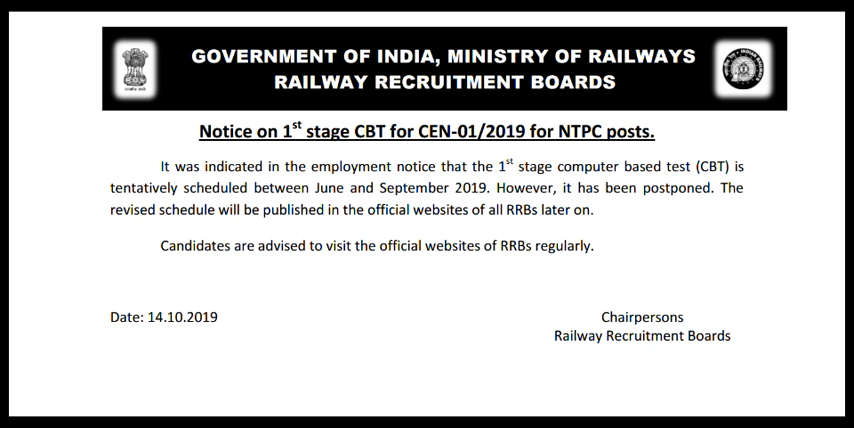 GOVERNMENT OF INDIA, MINISTRY OF RAILWAYS
RAILWAY RECRUITMENT BOARDS
Notice on 1st stage CBT for CEN-01/2019 for NTPC posts.
It was indicated in the employment notice that the 1st stage computer based test (CBT) is
tentatively scheduled between June and September 2019. However, it has been postponed. The
revised schedule will be published in the official websites of all RRBs later on.
Candidates are advised to visit the official websites of RRBs regularly.
Date: 14.10.2019
Chairpersons
Railway Recruitment Boards